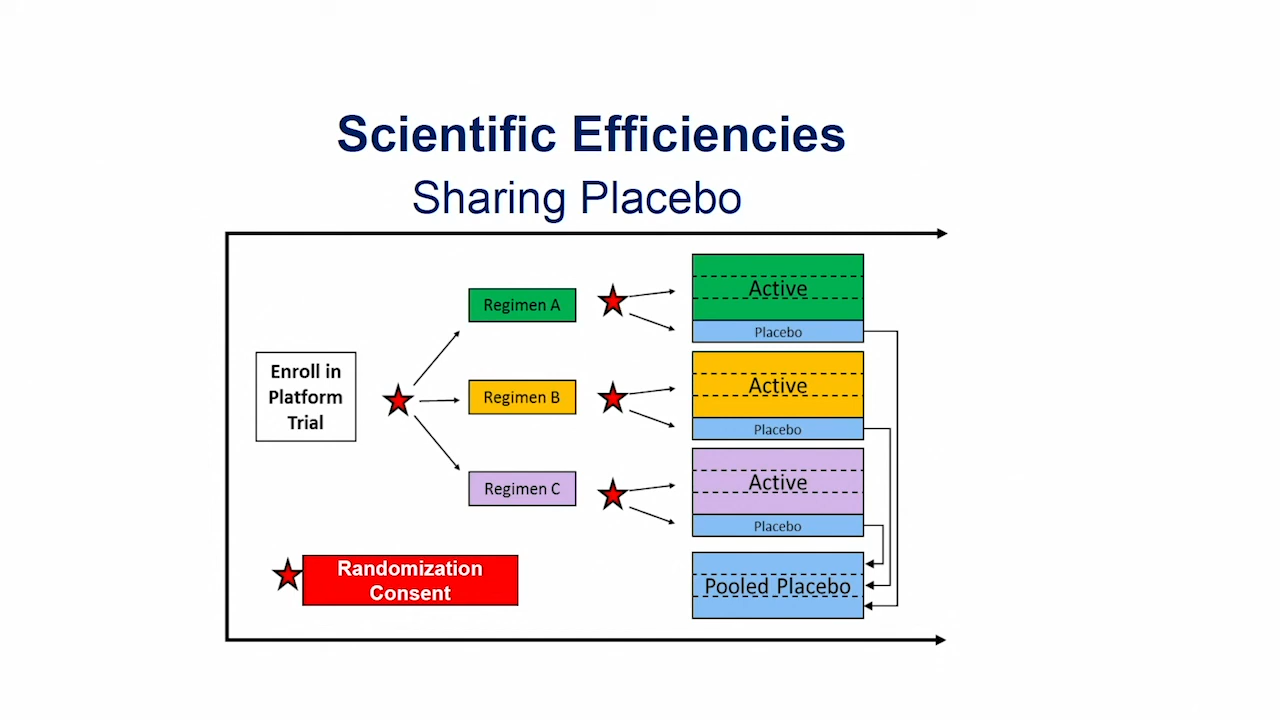 Scientific Efficiencies
Sharing Placebo
Enroll in
Platform
Trial
Regimen A
Active
Placebo
Regimen B
Active
Placebo
Regimen C
Active
Placebo
Pooled Placebo
Randomization
Consent